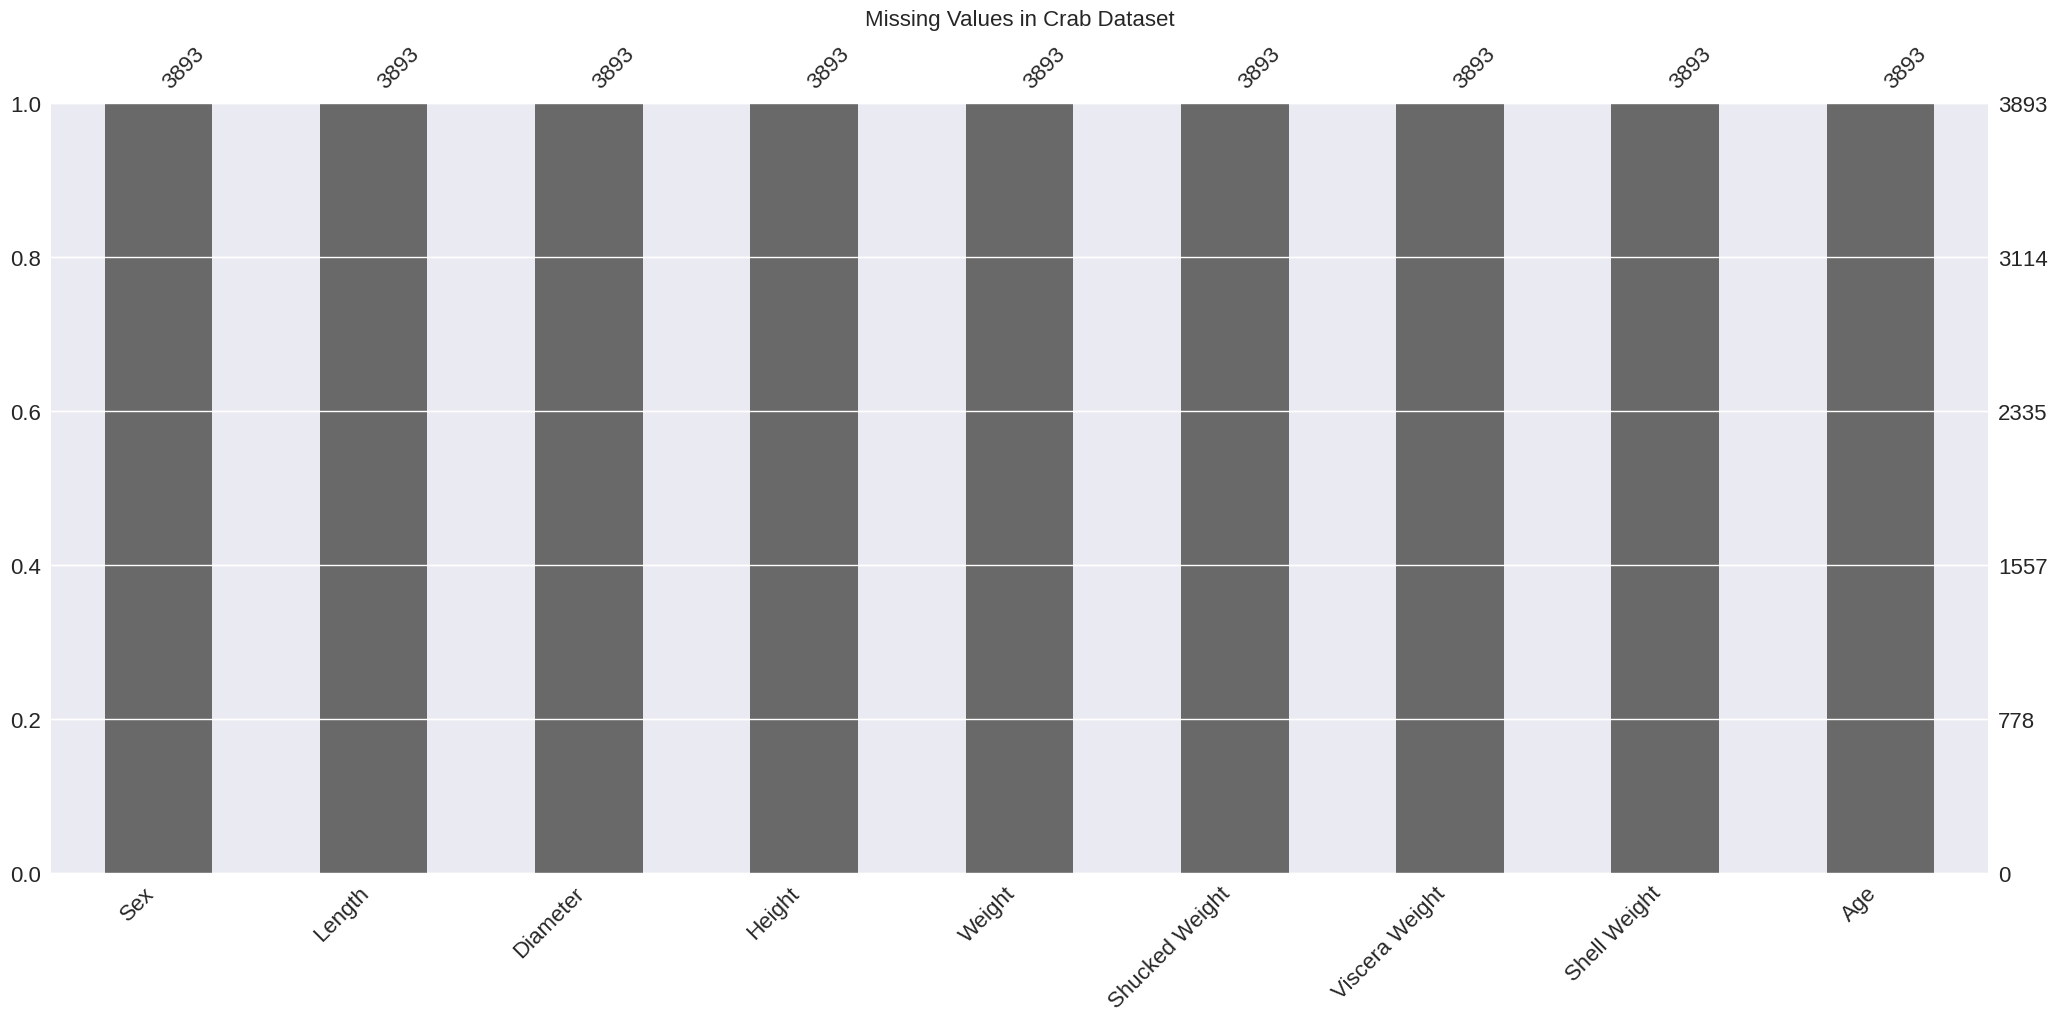 Missing Values in Crab Dataset
3893 3893 3893 3893 3893 3893 3893 3893 3893
1.0 3893
0.8 3114
0.6 2335
0.4 1557
0.2 778
0.0 0
Sex Length Diameter Height Weight Shucked Weight Viscera Weight Shell Weight Age